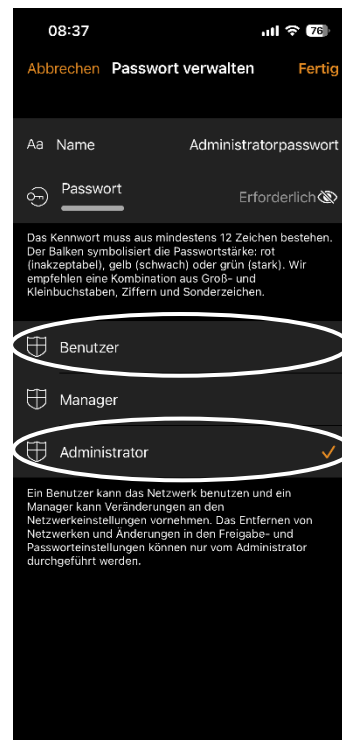 08:37
76
Abbrechen Passwort verwalten Fertig
Aa Name Administratorpasswort
Passwort Erforderlich
Das Kennwort muss aus mindestens 12 Zeichen bestehen.
Der Balken symbolisiert die Passwortstärke: rot
(inakzeptabel), gelb (schwach) oder grün (stark). Wir
empfehlen eine Kombination aus Groß- und
Kleinbuchstaben, Ziffern und Sonderzeichen.
Benutzer
Manager
Administrator
Ein Benutzer kann das Netzwerk benutzen und ein
Manager kann Veränderungen an den
Netzwerkeinstellungen vornehmen. Das Entfernen von
Netzwerken und Änderungen in den Freigabe- und
Passworteinstellungen können nur vom Administrator
durchgeführt werden.